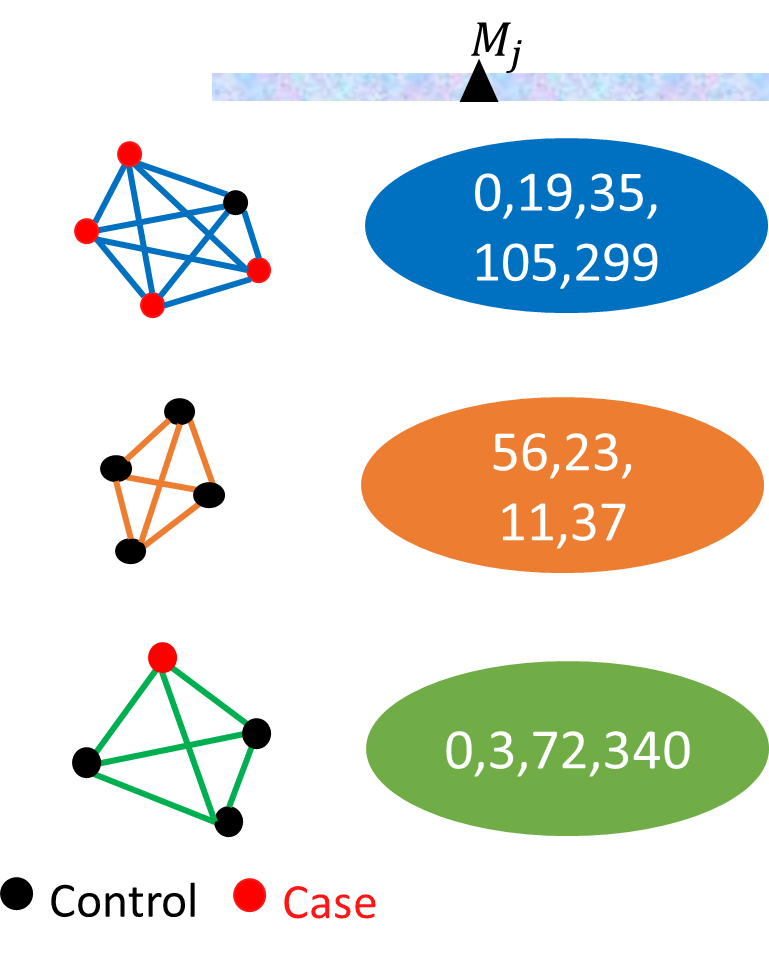 M_j
0,19,35,
105,299
56,23,
11,37
0,3,72,340
Control Case